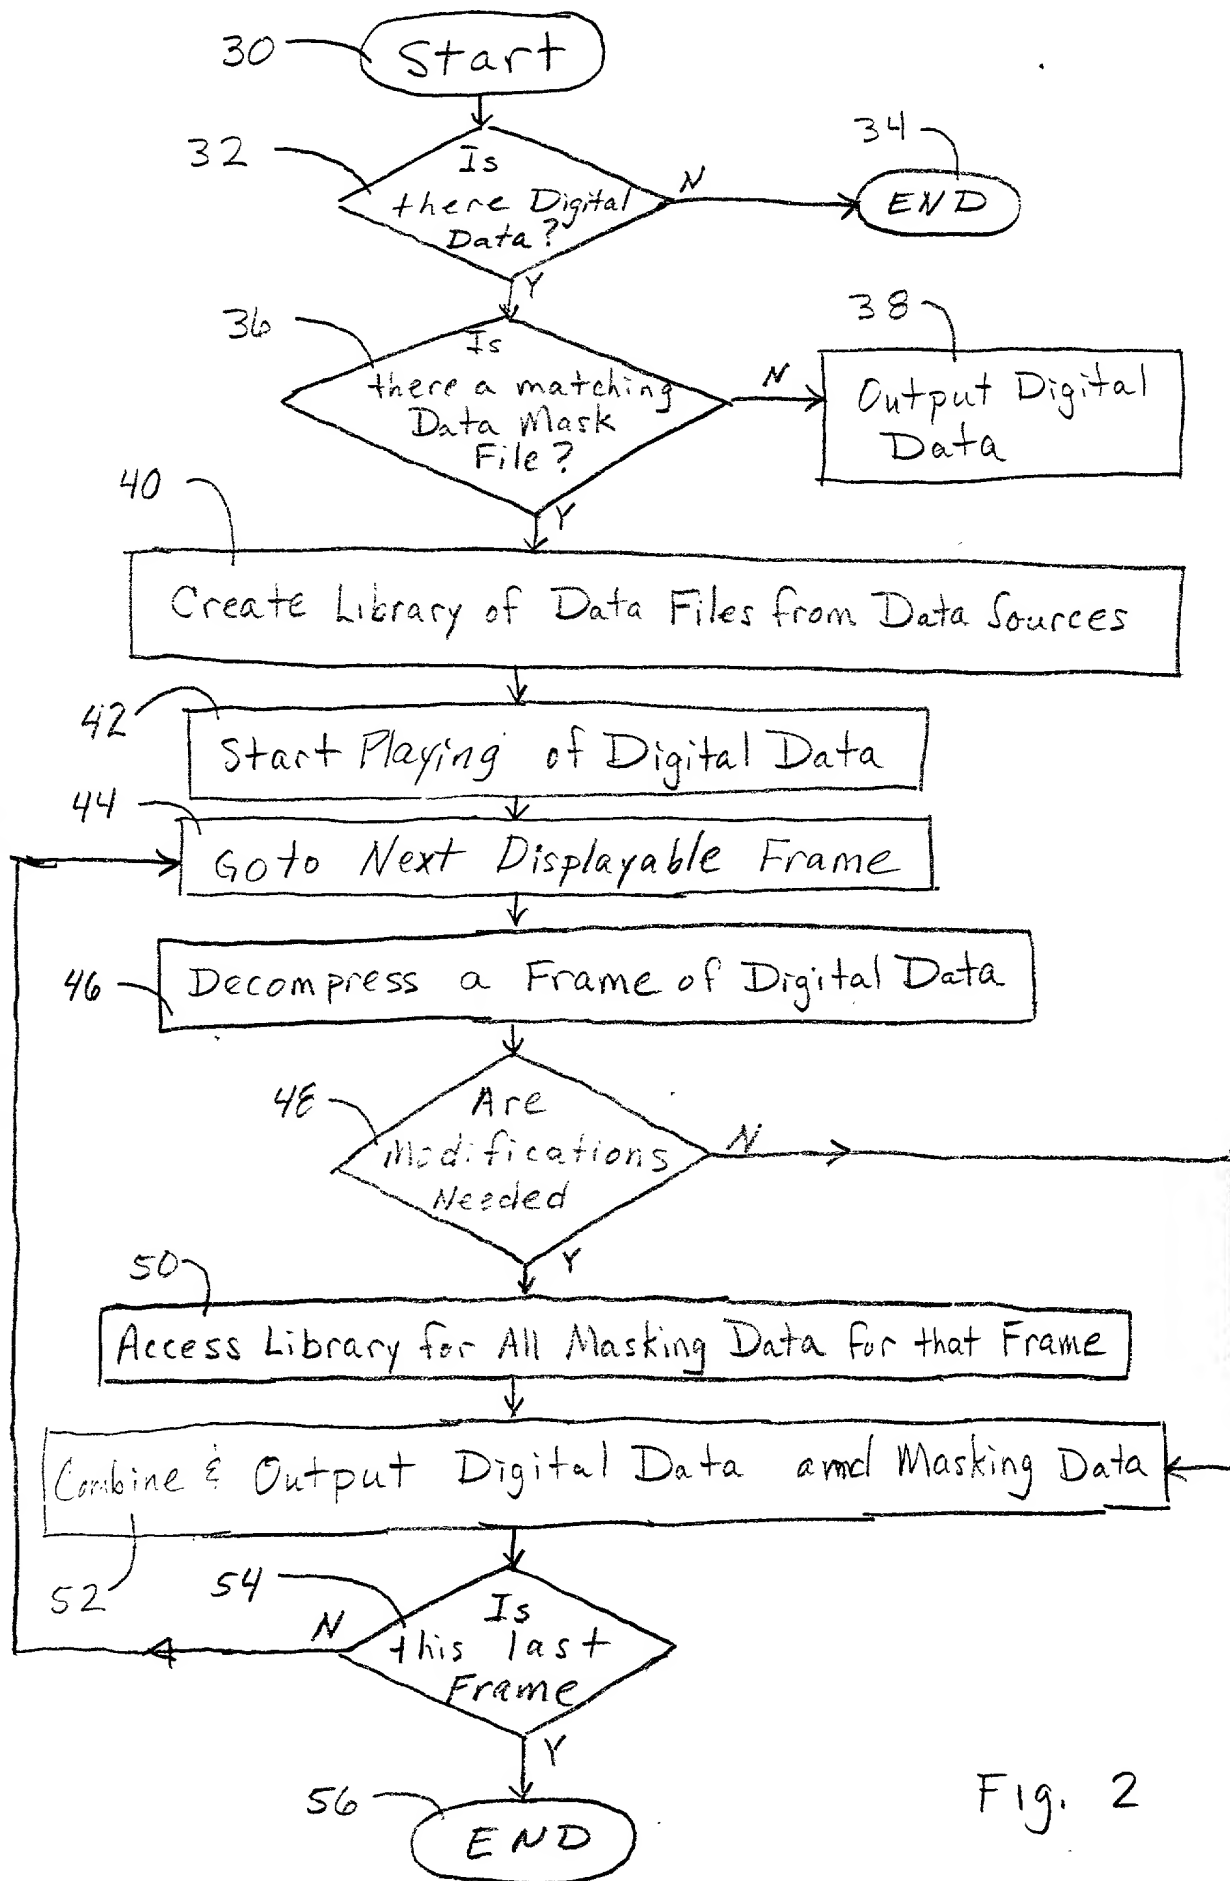 30
Start
32
Is
there Digital
Data?
N
34
END
Y
36
Is
there a matching
Data Mask
File?
N
38
Output Digital
Data
Y
40
Create Library of Data Files from Data Sources
42
Start Playing of Digital Data
44
Goto Next Displayable Frame
46
Decompress a Frame of Digital Data
48
Are
Modifications
Needed
N
Y
50
Access Library for All Masking Data for that Frame
Combine & Output Digital Data and Masking Data
52
54
Is
this last
Frame
N
Y
56
END
Fig. 2